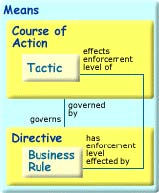 Means
Course of
Action
effects
enforcement
level of
Tactic
governed
by
governs
Directive
has
enforcement
level
effected by
Business
Rule